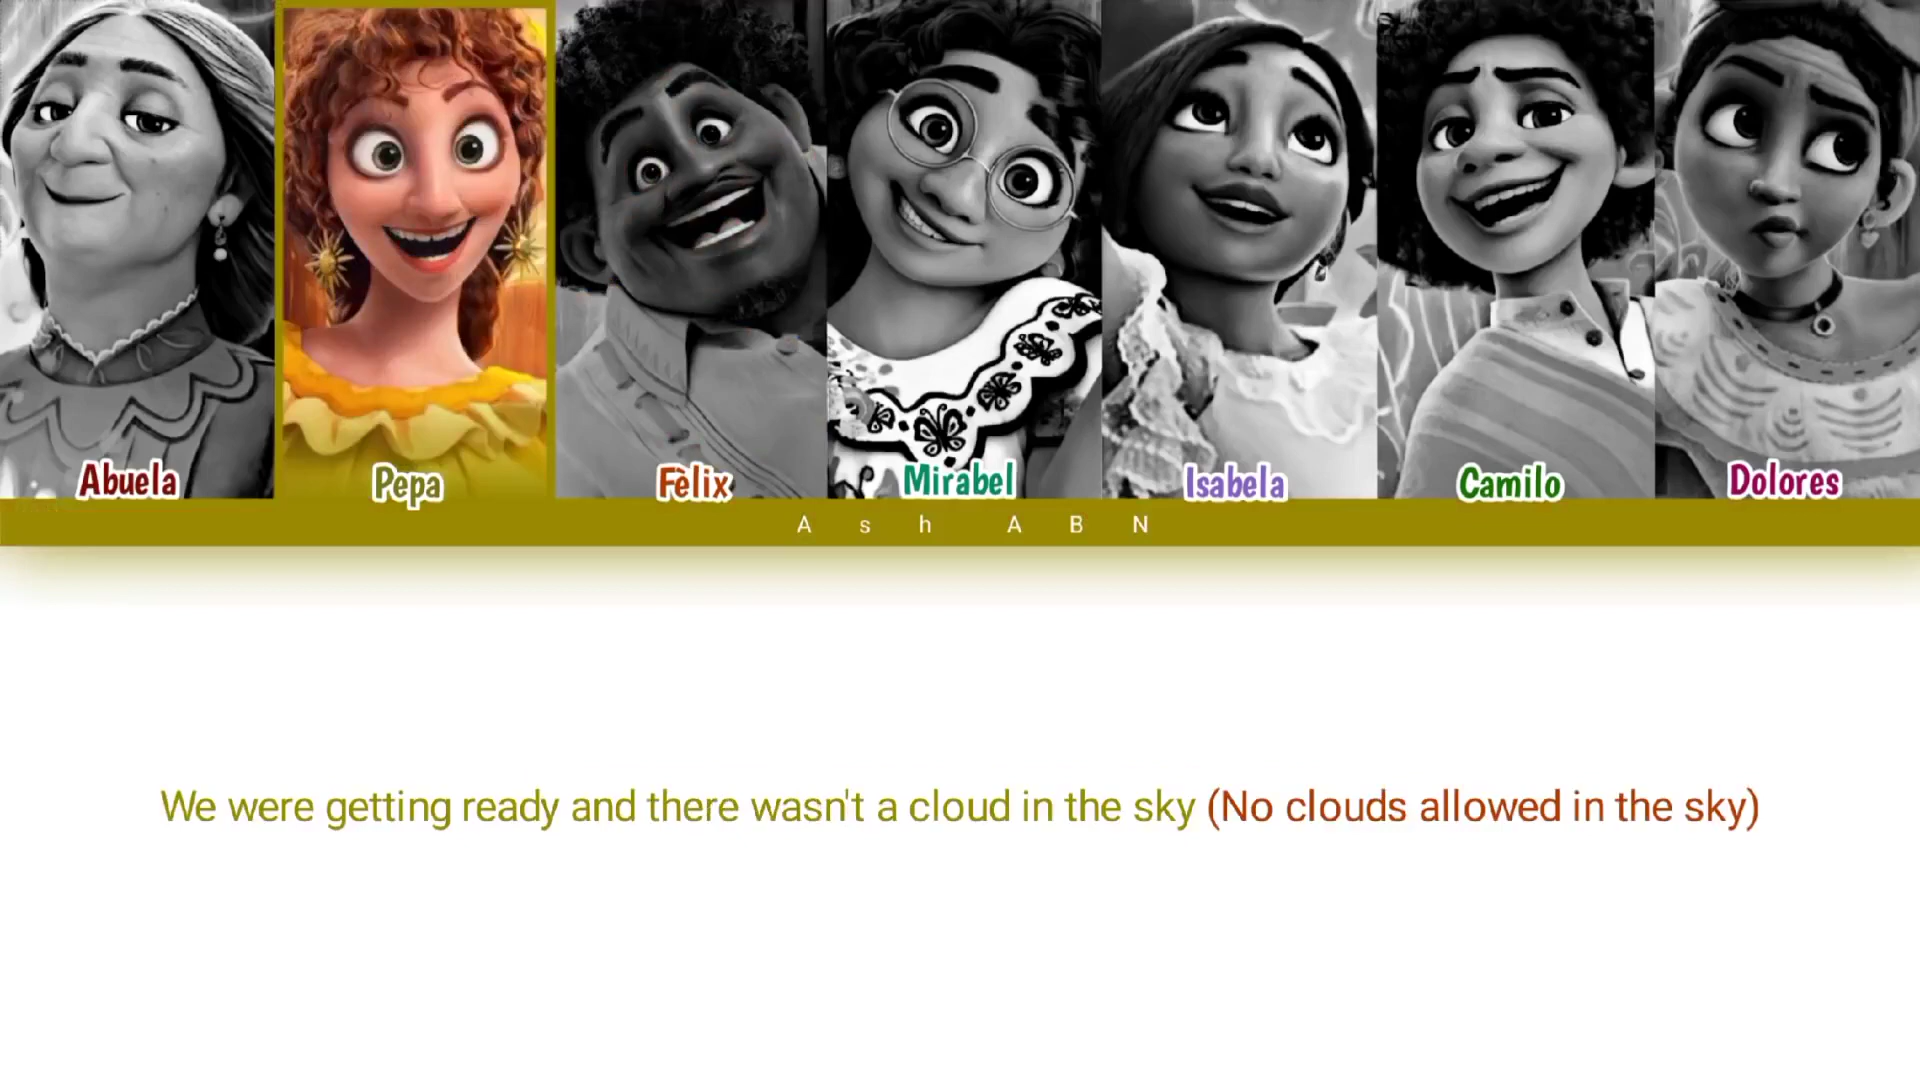 Abuela Pepa Fèlix Mirabel Isabela Camilo Dolores
A s h A B N
We were getting ready and there wasn't a cloud in the sky (No clouds allowed in the sky)